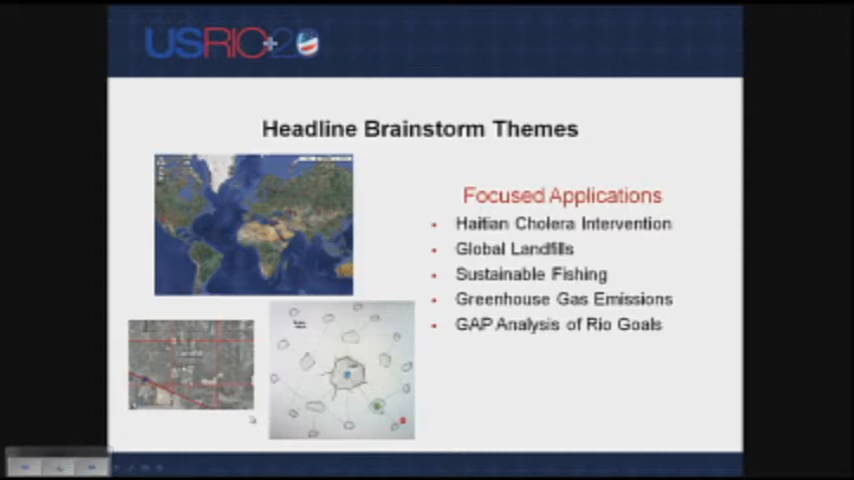 USRIO+20
Headline Brainstorm Themes
Focused Applications
Haitian Cholera Intervention
Global Landfills
Sustainable Fishing
Greenhouse Gas Emissions
GAP Analysis of Rio Goals